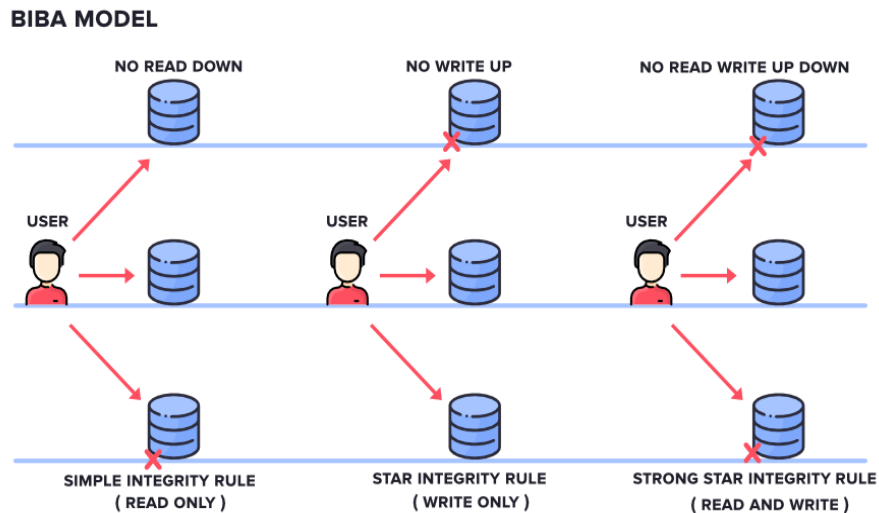 BIBA MODEL
NO READ DOWN
NO WRITE UP
NO READ WRITE UP DOWN
USER
USER
USER
SIMPLE INTEGRITY RULE
( READ ONLY )
STAR INTEGRITY RULE
( WRITE ONLY )
STRONG STAR INTEGRITY RULE
( READ AND WRITE )